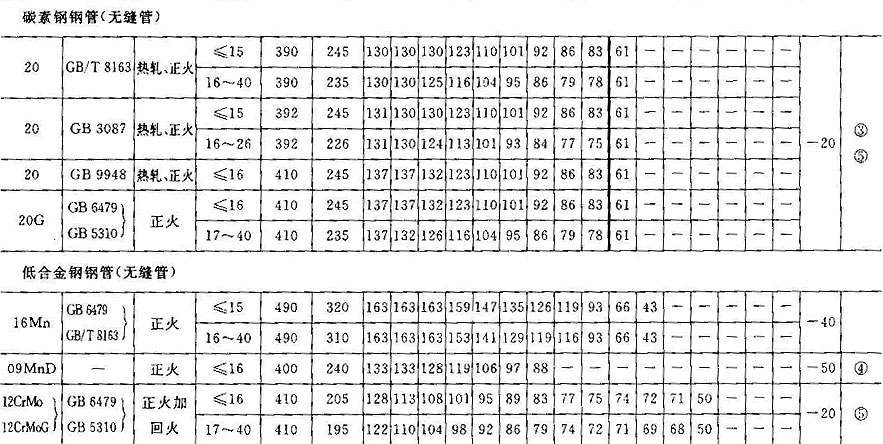 碳素钢钢管(无缝管)
20 GB/T 8163 热轧、正火 ≤15 390 245 130 130 130 123 110 101 92 86 83 61 — — — — — — —
16~40 390 235 130 130 125 116 104 95 86 79 78 61 — — — — — — —
20 GB 3087 热轧、正火 ≤15 392 245 131 130 130 123 110 101 92 86 83 61 — — — — — — — —20 ③
16~26 392 226 131 130 124 113 101 93 84 77 75 61 — — — — — — — ⑤
20 GB 9948 热轧、正火 ≤16 410 245 137 137 132 123 110 101 92 86 83 61 — — — — — — —
20G GB 6479 GB 5310 正火 ≤16 410 245 137 137 132 123 110 101 92 86 83 61 — — — — — — —
17~40 410 235 137 132 126 116 104 95 86 79 78 61 — — — — — — —
低合金钢钢管(无缝管)
16Mn GB 6479 GB/T 8163 正火 ≤15 490 320 163 163 163 159 147 135 126 119 93 66 43 — — — — — — —40
16~40 490 310 163 163 163 153 141 129 119 116 93 66 43 — — — — — —
09MnD — 正火 ≤16 400 240 133 133 128 119 106 97 88 — — — — — — — — — — —50 ④
12CrMo GB 6479 正火加 ≤16 410 205 128 113 108 101 95 89 83 77 75 74 72 71 50 — — — — —20 ⑤
12CrMoG GB 5310 回火 17~40 410 195 122 110 104 98 92 86 79 74 72 71 69 68 50 — — — —